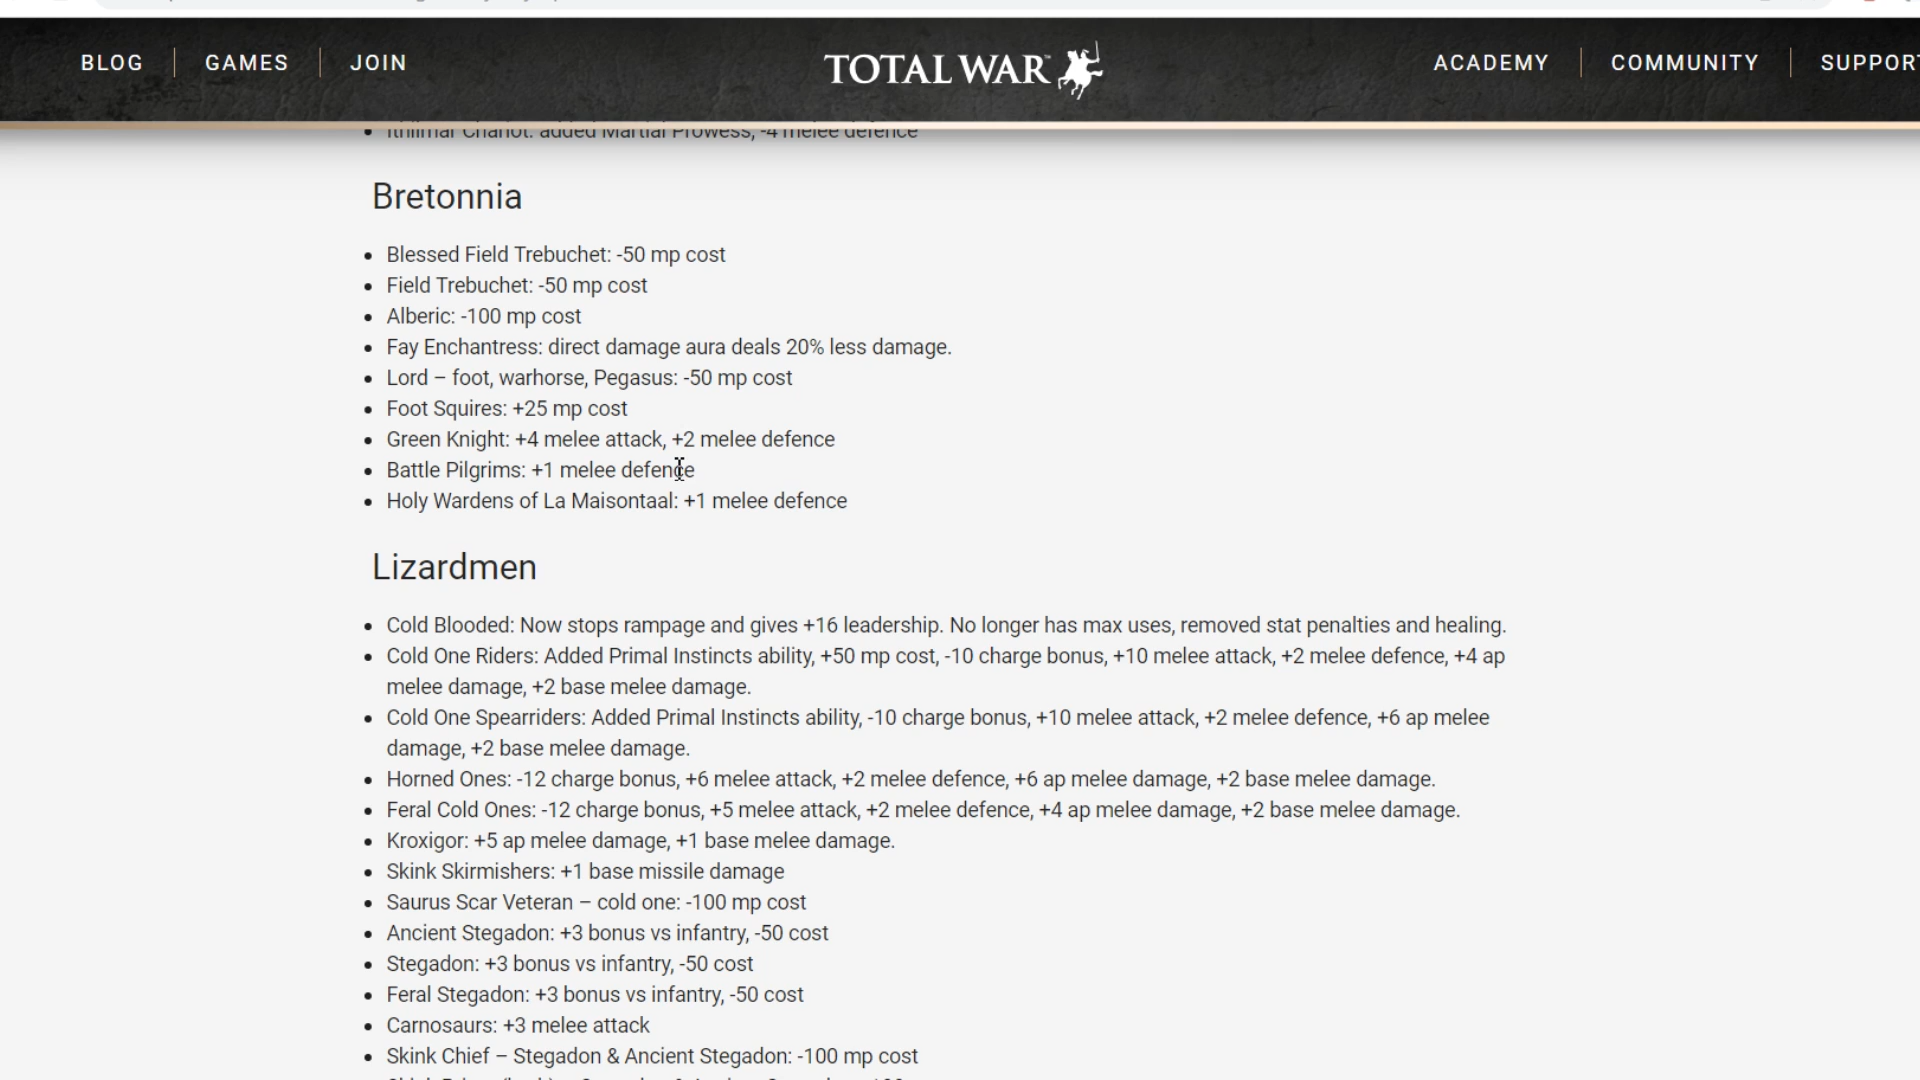 BLOG GAMES JOIN TOTAL WAR ACADEMY COMMUNITY SUPPORT
Ithilmar Chariot: added Martial Prowess, -4 melee defence
Bretonnia
Blessed Field Trebuchet: -50 mp cost
Field Trebuchet: -50 mp cost
Alberic: -100 mp cost
Fay Enchantress: direct damage aura deals 20% less damage.
Lord – foot, warhorse, Pegasus: -50 mp cost
Foot Squires: +25 mp cost
Green Knight: +4 melee attack, +2 melee defence
Battle Pilgrims: +1 melee defence
Holy Wardens of La Maisontaal: +1 melee defence
Lizardmen
Cold Blooded: Now stops rampage and gives +16 leadership. No longer has max uses, removed stat penalties and healing.
Cold One Riders: Added Primal Instincts ability, +50 mp cost, -10 charge bonus, +10 melee attack, +2 melee defence, +4 ap
melee damage, +2 base melee damage.
Cold One Spearriders: Added Primal Instincts ability, -10 charge bonus, +10 melee attack, +2 melee defence, +6 ap melee
damage, +2 base melee damage.
Horned Ones: -12 charge bonus, +6 melee attack, +2 melee defence, +6 ap melee damage, +2 base melee damage.
Feral Cold Ones: -12 charge bonus, +5 melee attack, +2 melee defence, +4 ap melee damage, +2 base melee damage.
Kroxigor: +5 ap melee damage, +1 base melee damage.
Skink Skirmishers: +1 base missile damage
Saurus Scar Veteran – cold one: -100 mp cost
Ancient Stegadon: +3 bonus vs infantry, -50 cost
Stegadon: +3 bonus vs infantry, -50 cost
Feral Stegadon: +3 bonus vs infantry, -50 cost
Carnosaurs: +3 melee attack
Skink Chief – Stegadon & Ancient Stegadon: -100 mp cost